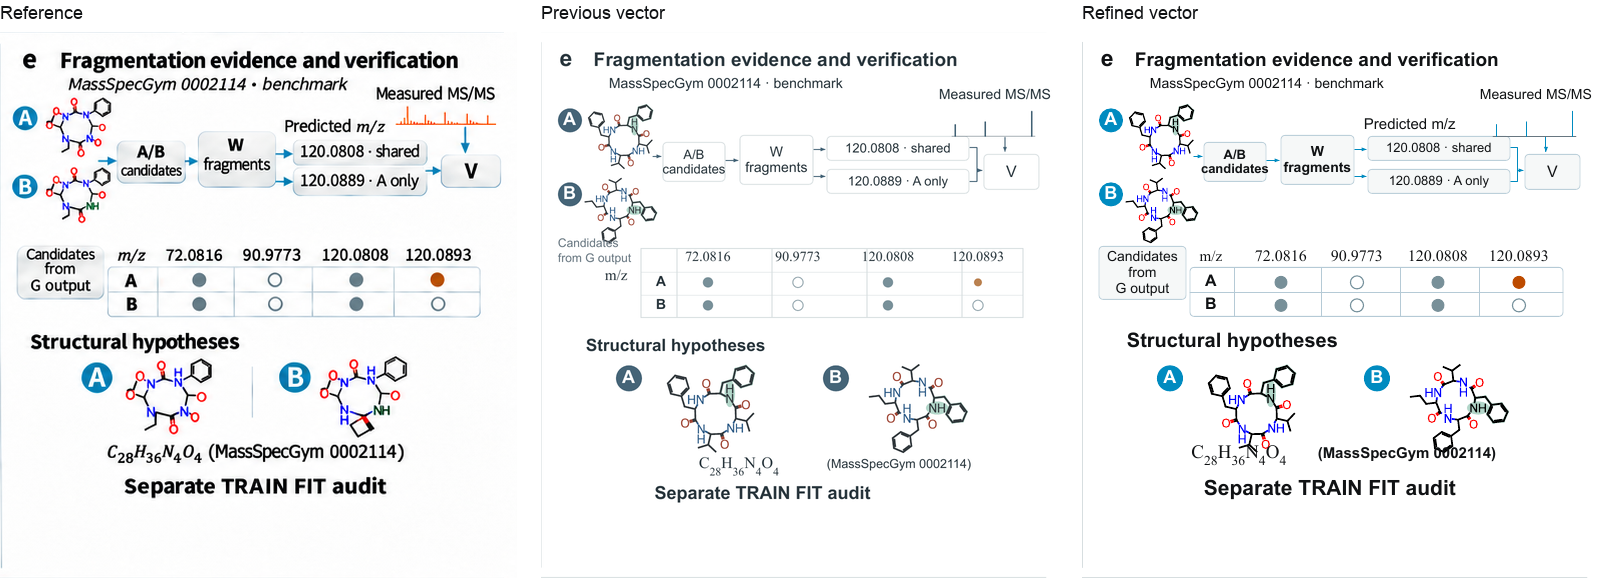 Reference
e Fragmentation evidence and verification
MassSpecGym 0002114 • benchmark
Measured MS/MS
A
Predicted m/z
A/B
candidates
W
fragments
120.0808 · shared
120.0889 · A only
V
B
Candidates
from
G output
m/z 72.0816 90.9773 120.0808 120.0893
A
B
Structural hypotheses
A
B
C28H36N4O4 (MassSpecGym 0002114)
Separate TRAIN FIT audit
Previous vector
e Fragmentation evidence and verification
MassSpecGym 0002114 · benchmark
Measured MS/MS
A
A/B
candidates
W
fragments
120.0808 · shared
120.0889 · A only
V
B
Candidates
from G output
m/z
72.0816 90.9773 120.0808 120.0893
A
B
Structural hypotheses
A
B
C28H36N4O4
(MassSpecGym 0002114)
Separate TRAIN FIT audit
Refined vector
e Fragmentation evidence and verification
MassSpecGym 0002114 · benchmark
Measured MS/MS
A
Predicted m/z
A/B
candidates
W
fragments
120.0808 · shared
120.0889 · A only
V
B
Candidates
from
G output
m/z 72.0816 90.9773 120.0808 120.0893
A
B
Structural hypotheses
A
B
C28H36N4O4
(MassSpecGym 0002114)
Separate TRAIN FIT audit